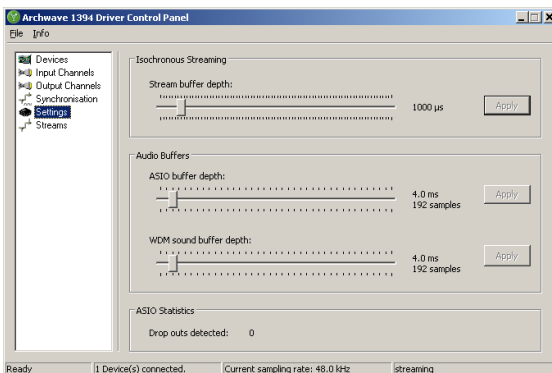 Archwave 1394 Driver Control Panel
File Info
Devices
Input Channels
Output Channels
Synchronisation
Settings
Streams
Isochronous Streaming
Stream buffer depth:
1000 µs
Apply
Audio Buffers
ASIO buffer depth:
4.0 ms
192 samples
Apply
WDM sound buffer depth:
4.0 ms
192 samples
Apply
ASIO Statistics
Drop outs detected: 0
Ready 1 Device(s) connected. Current sampling rate: 48.0 kHz streaming